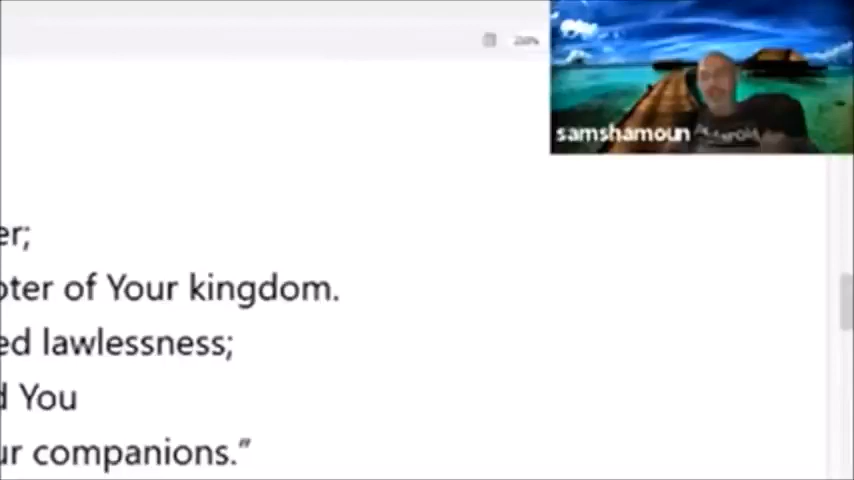 samshamoun
er;
oter of Your kingdom.
ed lawlessness;
d You
ur companions.”